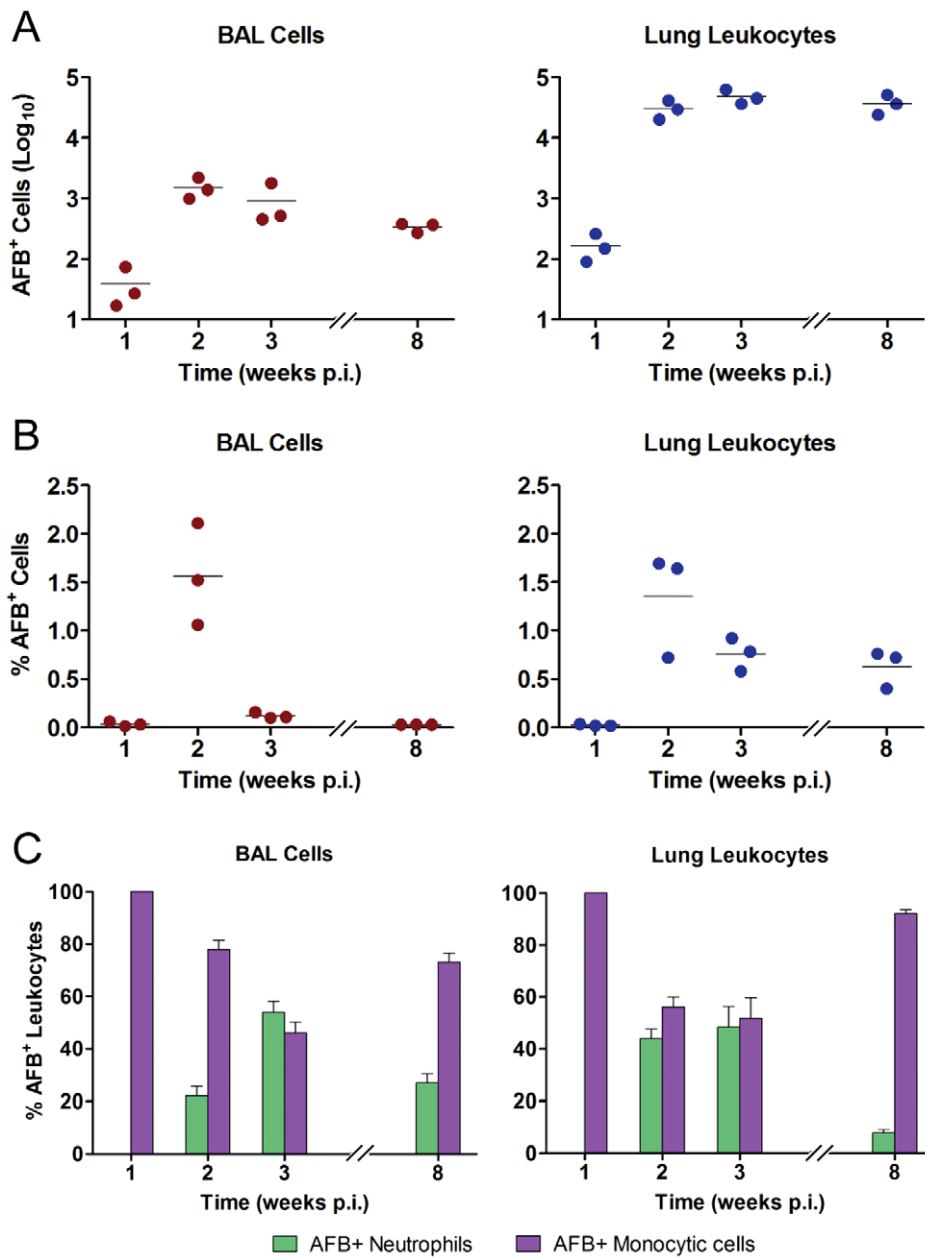 A
BAL Cells
Lung Leukocytes
AFB⁺ Cells (Log₁₀)
5
4
3
2
1
1 2 3 8
Time (weeks p.i.)
5
4
3
2
1
1 2 3 8
Time (weeks p.i.)
B
BAL Cells
Lung Leukocytes
% AFB⁺ Cells
2.5
2.0
1.5
1.0
0.5
0.0
1 2 3 8
Time (weeks p.i.)
2.5
2.0
1.5
1.0
0.5
0.0
1 2 3 8
Time (weeks p.i.)
C
BAL Cells
Lung Leukocytes
% AFB⁺ Leukocytes
100
80
60
40
20
0
1 2 3 8
Time (weeks p.i.)
100
80
60
40
20
0
1 2 3 8
Time (weeks p.i.)
AFB+ Neutrophils
AFB+ Monocytic cells